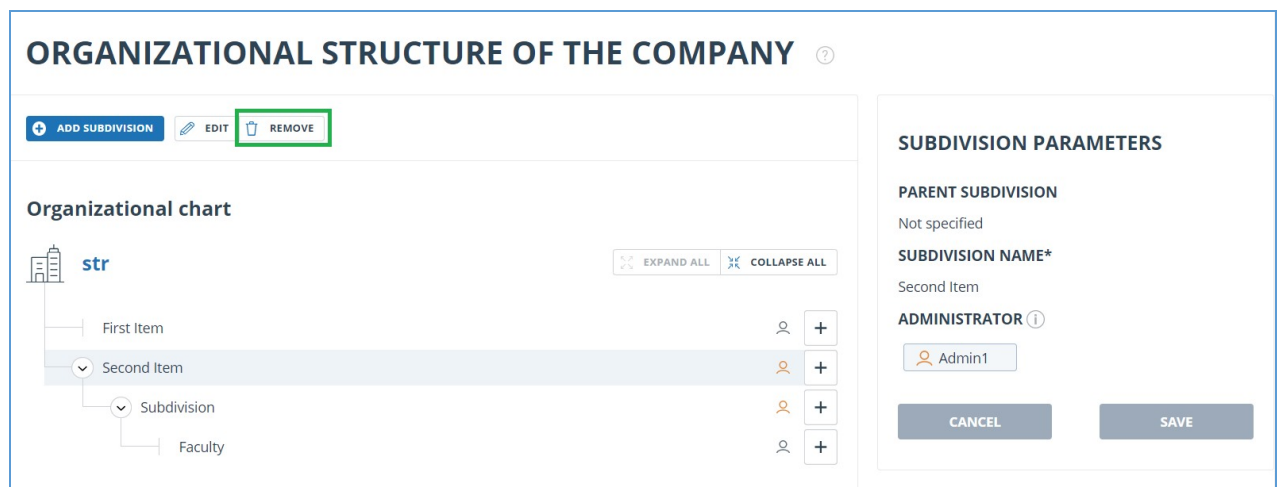 ORGANIZATIONAL STRUCTURE OF THE COMPANY ?
ADD SUBDIVISION EDIT REMOVE
Organizational chart
str
EXPAND ALL COLLAPSE ALL
First Item
Second Item
Subdivision
Faculty
SUBDIVISION PARAMETERS
PARENT SUBDIVISION
Not specified
SUBDIVISION NAME*
Second Item
ADMINISTRATOR i
Admin1
CANCEL SAVE